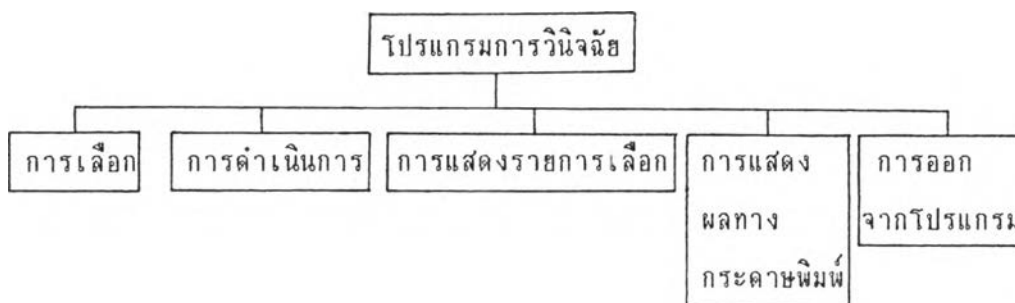 โปรแกรมการวินิจฉัย
การเลือก
การดำเนินการ
การแสดงรายการเลือก
การแสดง
ผลทาง
กระดาษพิมพ์
การออก
จากโปรแกรม